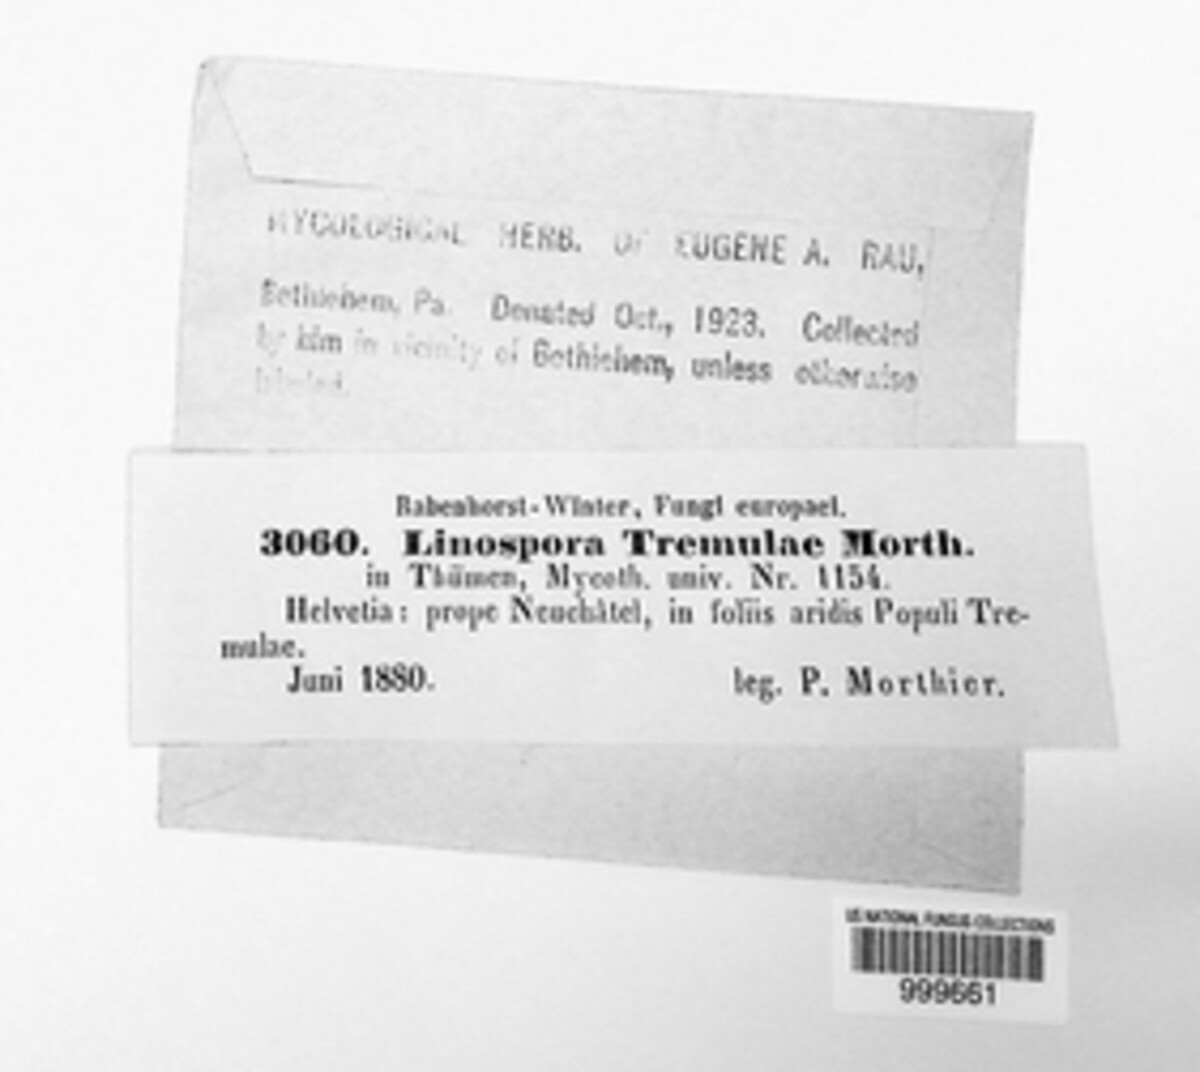 MYCOLOGICAL HERB. OF EUGENE A. RAU,
Bethlehem, Pa. Donated Oct., 1923. Collected
by him in vicinity of Bethlehem, unless otherwise
labeled.
Rabenhorst-Winter, Fungi europaei.
3060. Linospora Tremulae Morth.
in Thümen, Mycoth. univ. Nr. 1154.
Helvetia: prope Neuchâtel, in foliis aridis Populi Tre-
mulae.
Juni 1880. leg. P. Morthier.
US NATIONAL FUNGUS COLLECTIONS
999661